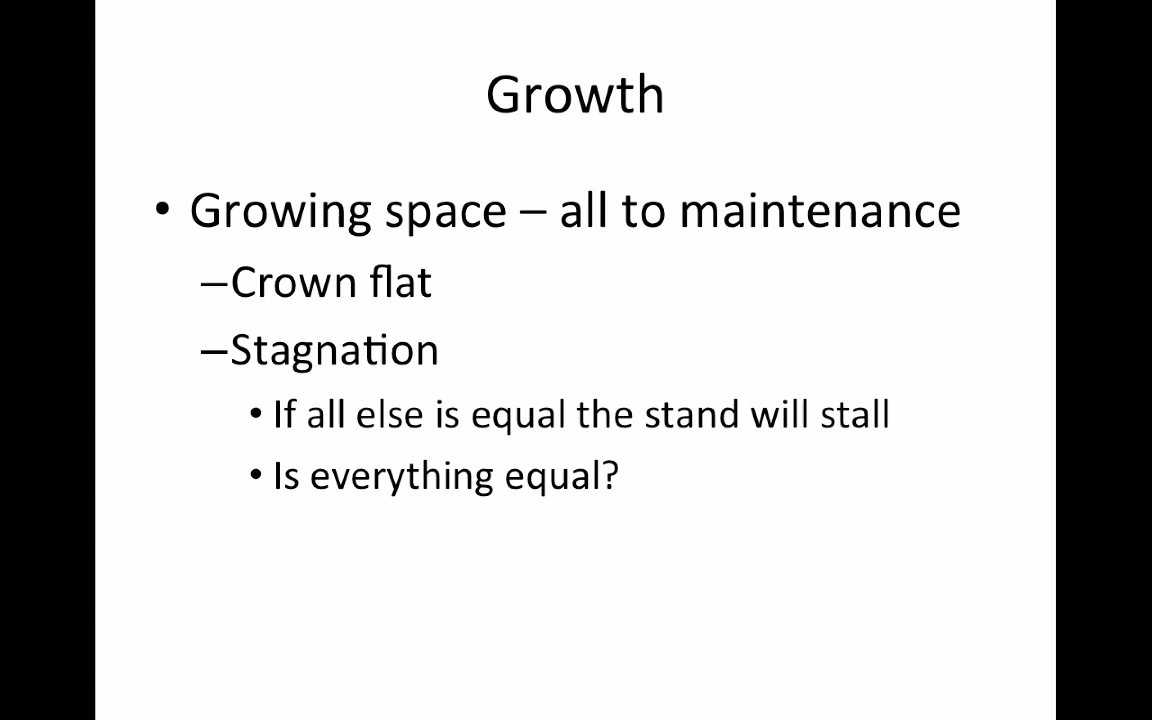 Growth
• Growing space – all to maintenance
–Crown flat
–Stagnation
• If all else is equal the stand will stall
• Is everything equal?